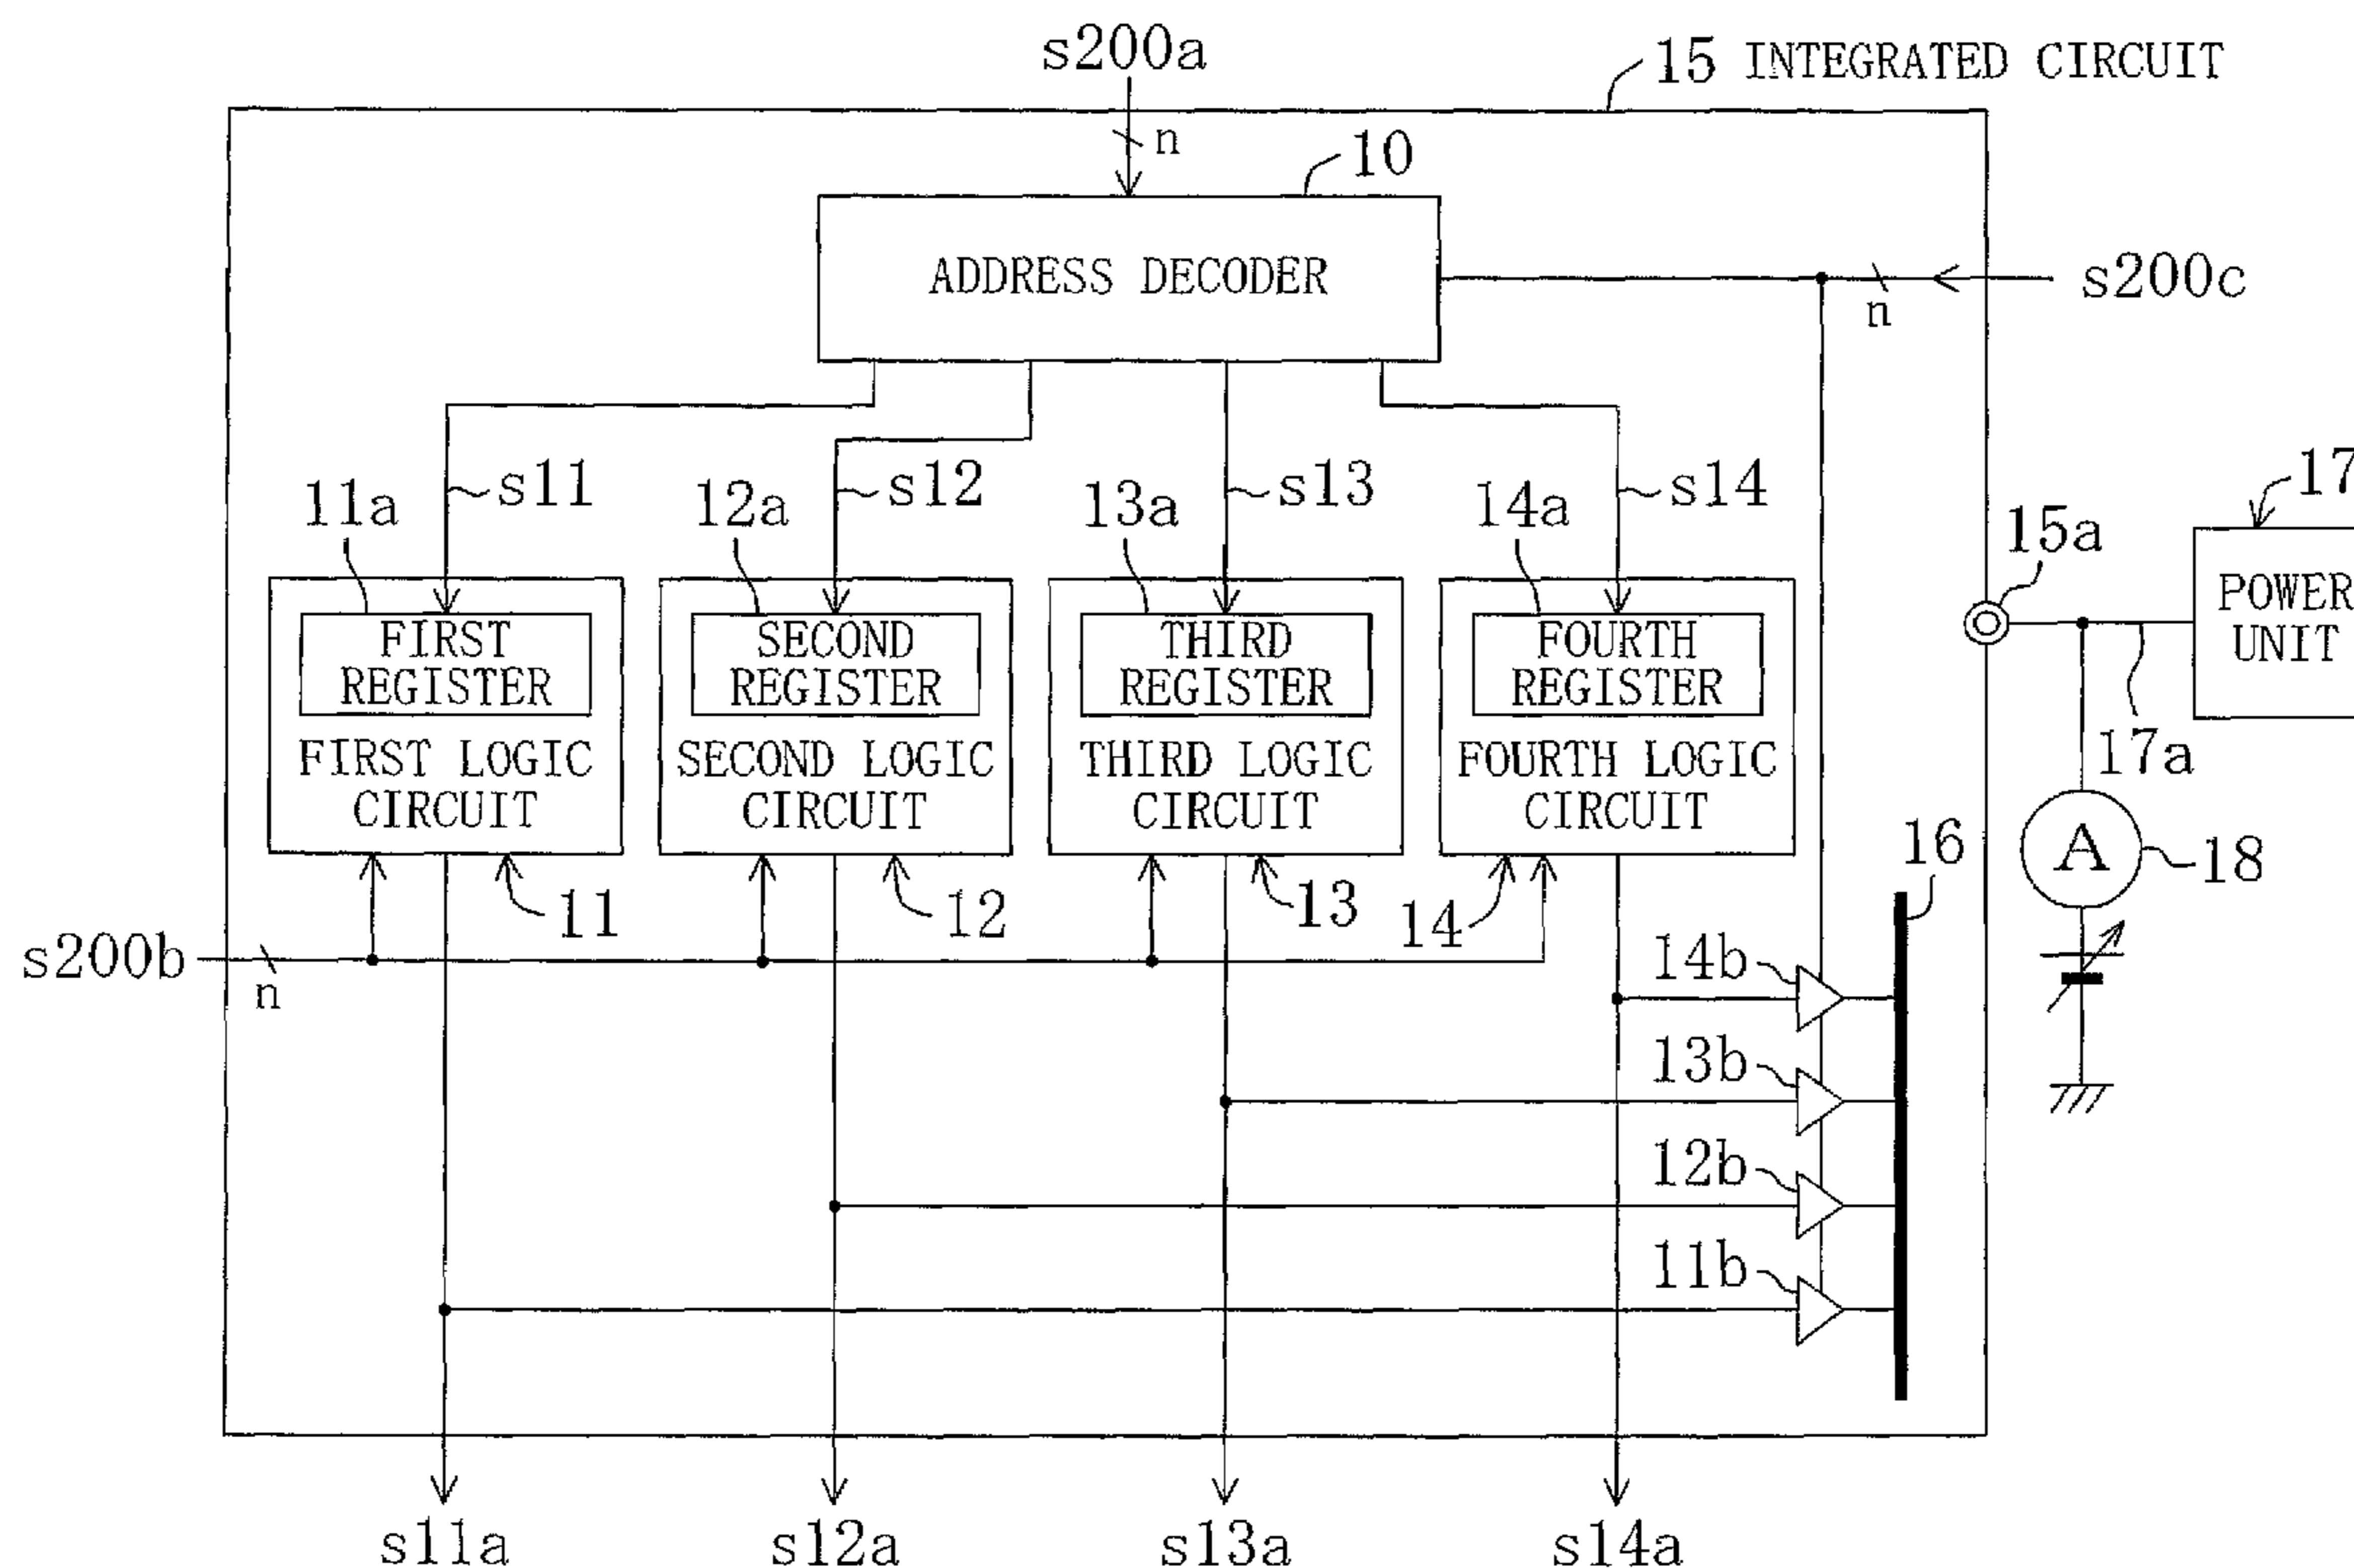 s200a
15 INTEGRATED CIRCUIT
n
10
ADDRESS DECODER
s200c
n
s11
s12
s13
s14
11a
12a
13a
14a
17
15a
FIRST
REGISTER
SECOND
REGISTER
THIRD
REGISTER
FOURTH
REGISTER
POWER
UNIT
FIRST LOGIC
CIRCUIT
SECOND LOGIC
CIRCUIT
THIRD LOGIC
CIRCUIT
FOURTH LOGIC
CIRCUIT
17a
16
A
18
11
12
13
14
s200b
n
14b
13b
12b
11b
s11a
s12a
s13a
s14a